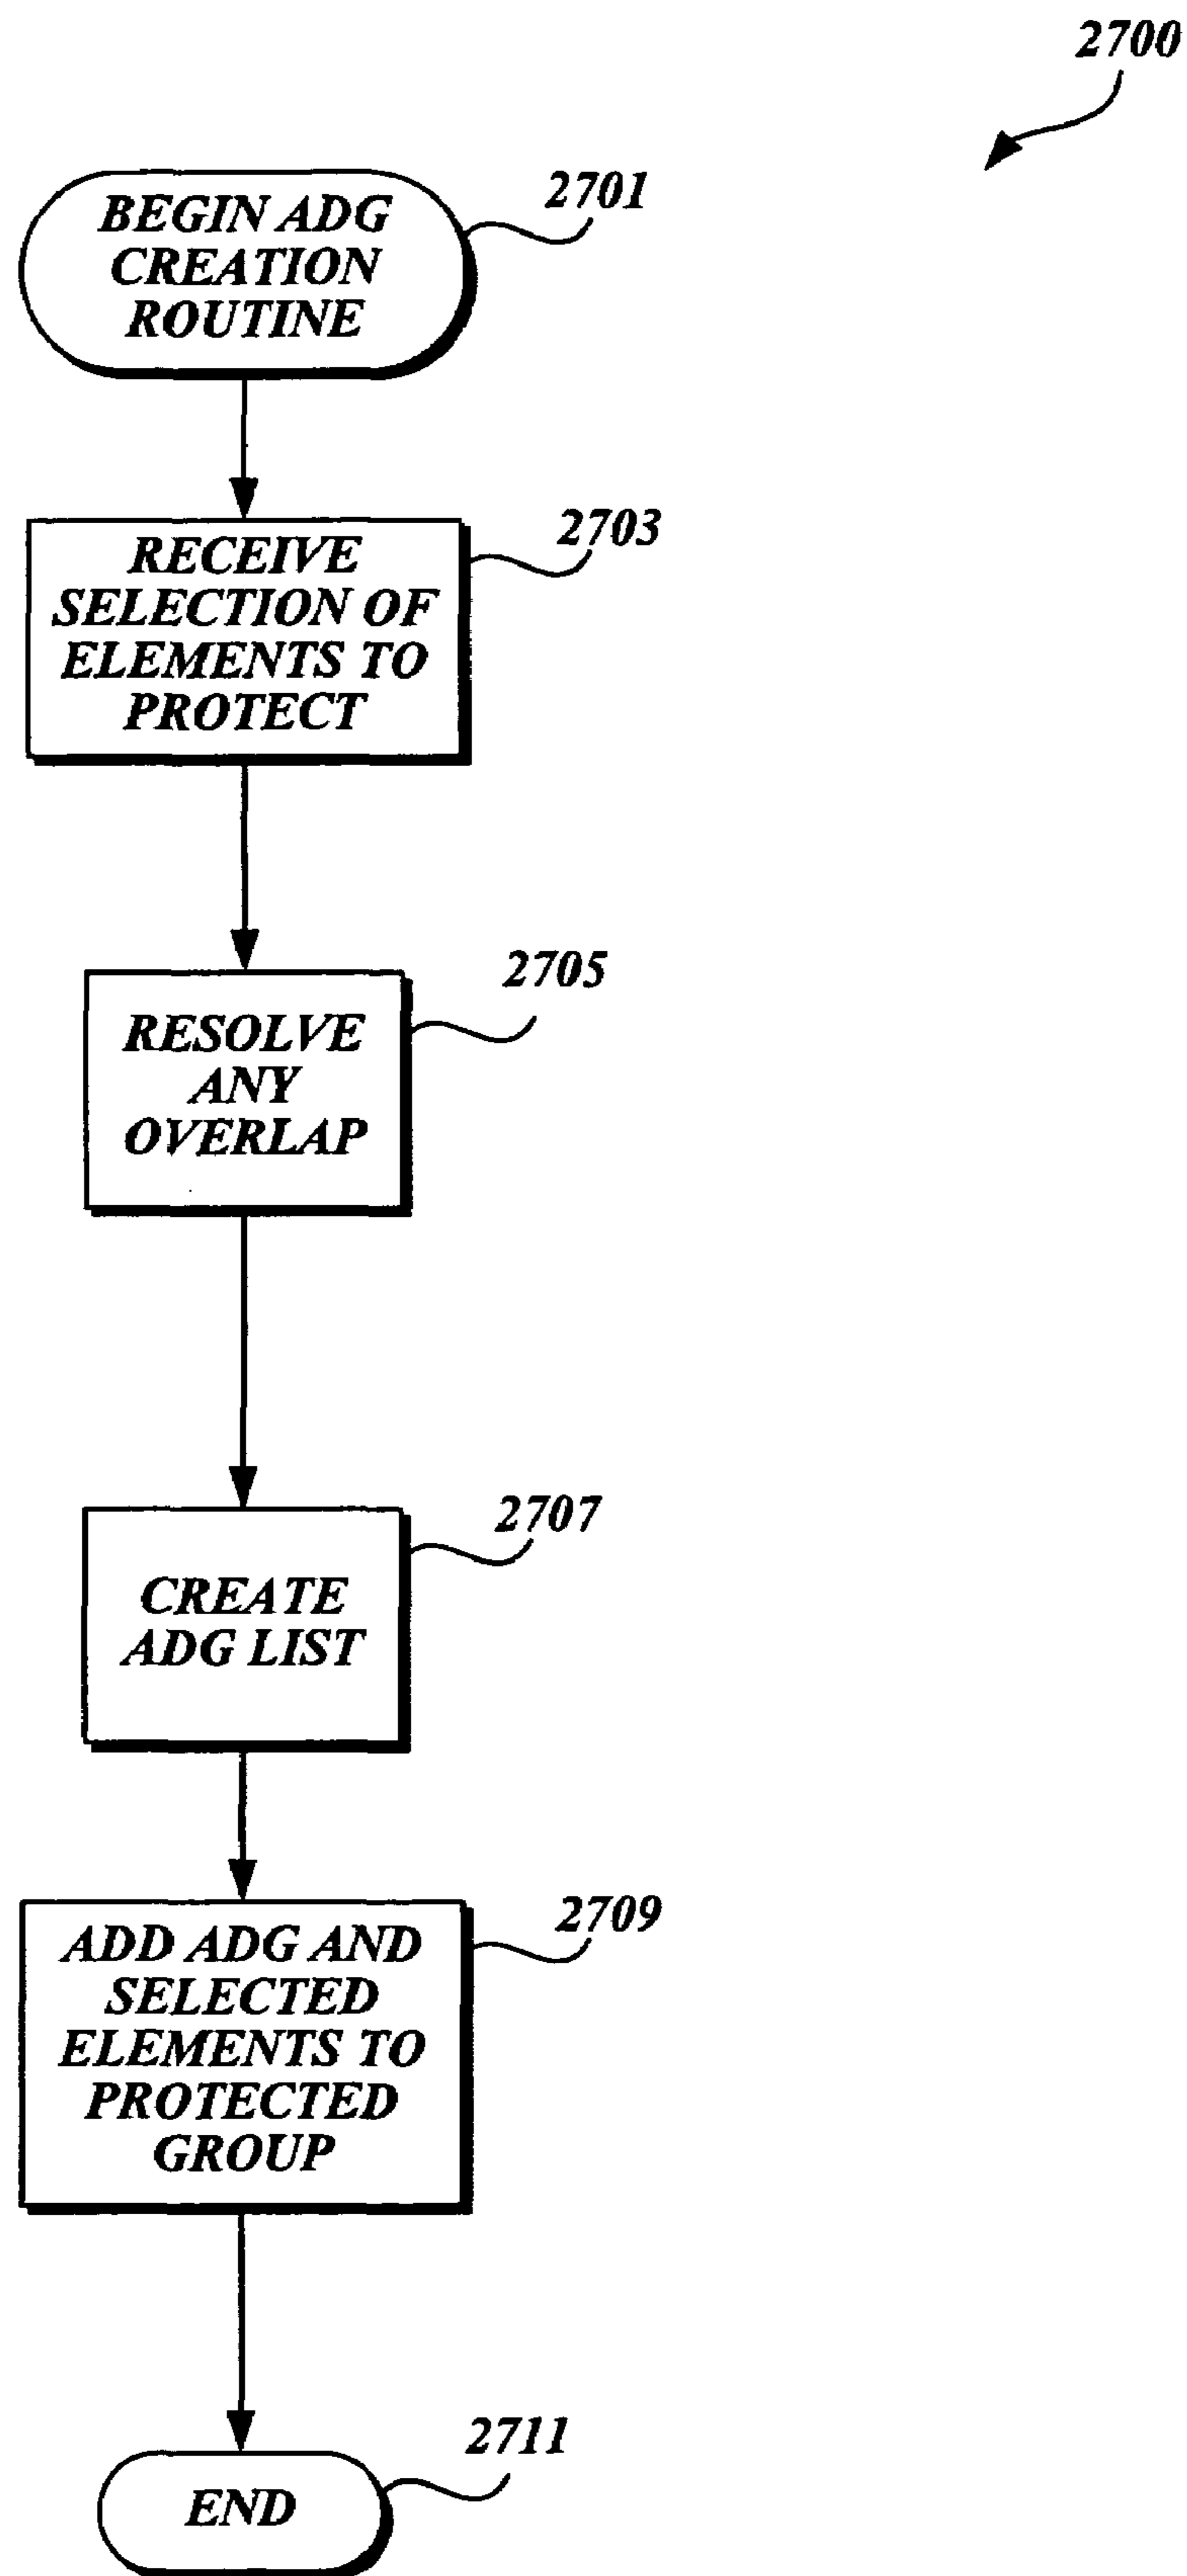 2700
BEGIN ADG
CREATION
ROUTINE
2701
RECEIVE
SELECTION OF
ELEMENTS TO
PROTECT
2703
RESOLVE
ANY
OVERLAP
2705
CREATE
ADG LIST
2707
ADD ADG AND
SELECTED
ELEMENTS TO
PROTECTED
GROUP
2709
END
2711